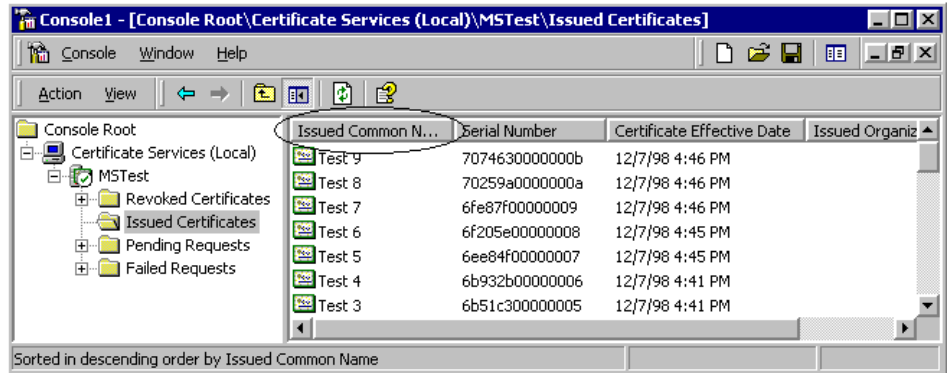 Console1 - [Console Root\Certificate Services (Local)\MSTest\Issued Certificates]
Console Window Help
Action View
Console Root
Certificate Services (Local)
MSTest
Revoked Certificates
Issued Certificates
Pending Requests
Failed Requests
Issued Common N... Serial Number Certificate Effective Date Issued Organiz
Test 9 7074630000000b 12/7/98 4:46 PM
Test 8 70259a0000000a 12/7/98 4:46 PM
Test 7 6fe87f00000009 12/7/98 4:46 PM
Test 6 6f205e00000008 12/7/98 4:45 PM
Test 5 6ee84f00000007 12/7/98 4:45 PM
Test 4 6b932b00000006 12/7/98 4:41 PM
Test 3 6b51c300000005 12/7/98 4:41 PM
Sorted in descending order by Issued Common Name